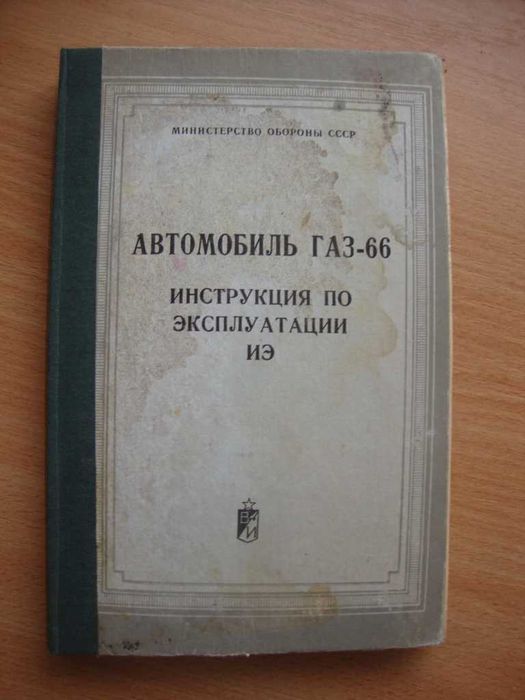 МИНИСТЕРСТВО ОБОРОНЫ СССР
АВТОМОБИЛЬ ГАЗ-66
ИНСТРУКЦИЯ ПО
ЭКСПЛУАТАЦИИ
ИЭ